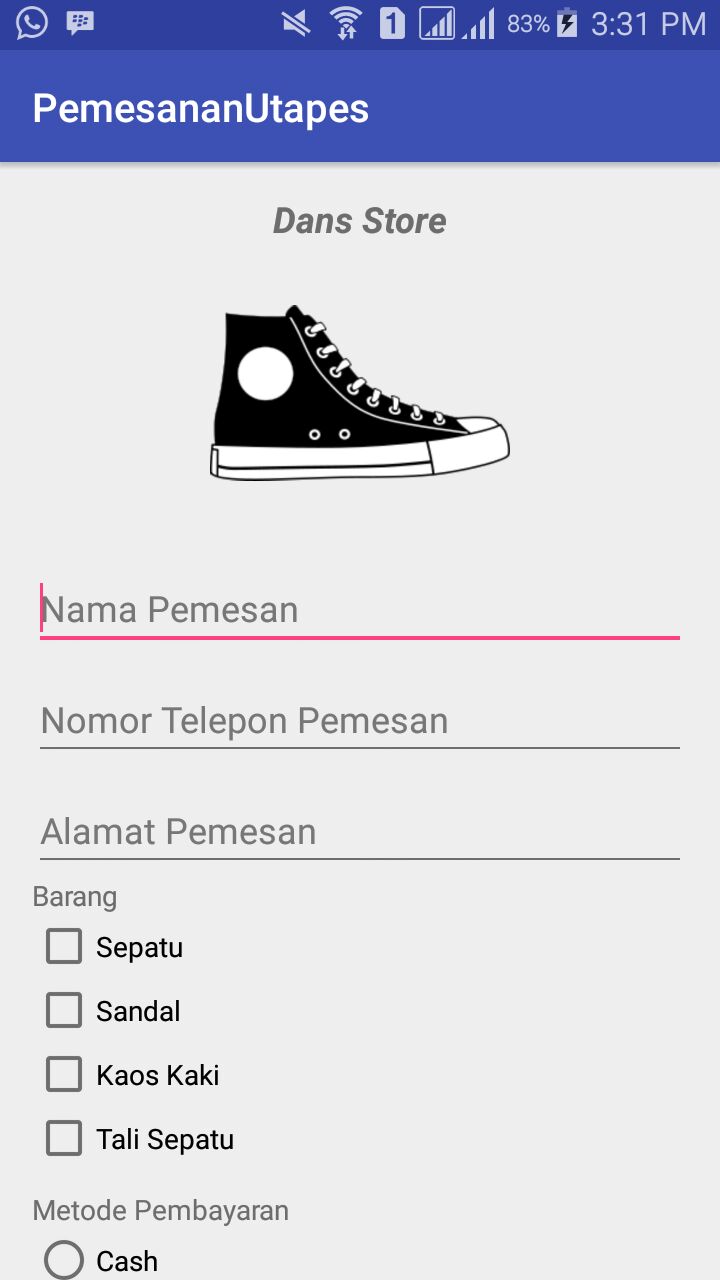 1 83% 3:31 PM
PemesananUtapes
Dans Store
Nama Pemesan
Nomor Telepon Pemesan
Alamat Pemesan
Barang
Sepatu
Sandal
Kaos Kaki
Tali Sepatu
Metode Pembayaran
Cash